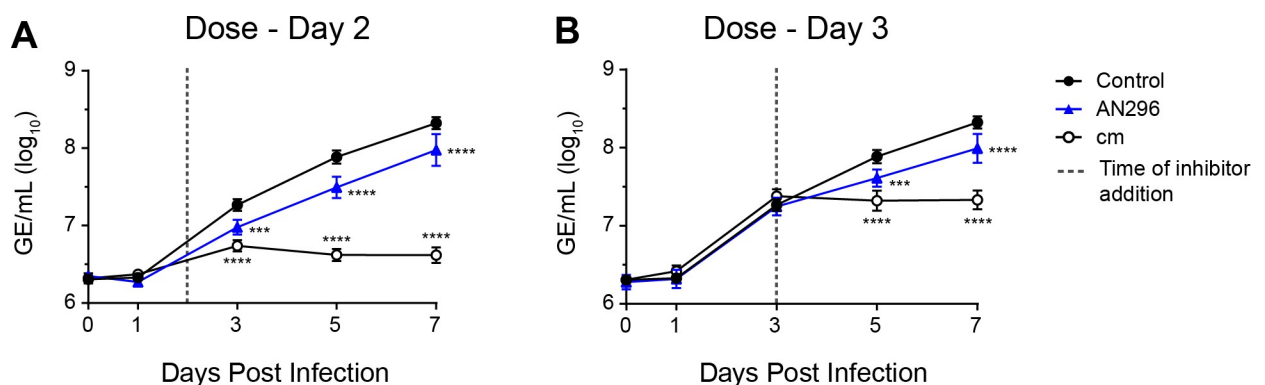 A
Dose - Day 2
GE/mL (log10)
9
8
7
6
***
****
****
****
****
****
0 1 3 5 7
Days Post Infection
B
Dose - Day 3
GE/mL (log10)
9
8
7
6
***
****
****
****
0 1 3 5 7
Days Post Infection
Control
AN296
cm
Time of inhibitor
addition